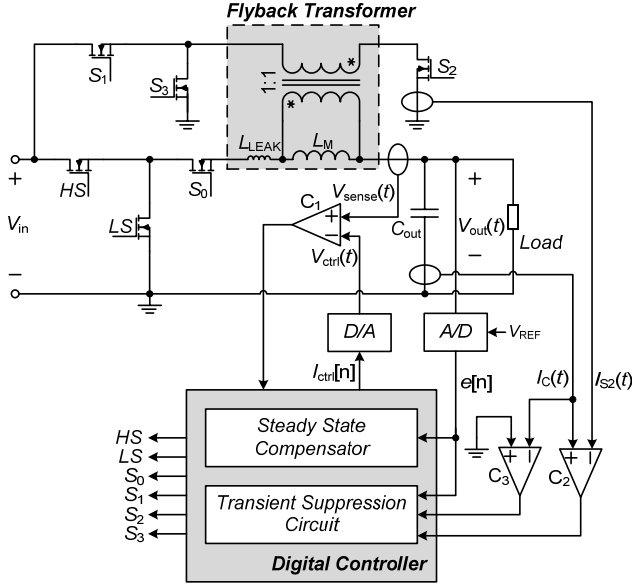 Flyback Transformer
S1
S3
1:1
*
*
S2
LLEAK
LM
HS
S0
+
Vin
−
LS
C1
+
−
Vsense(t)
Vctrl(t)
Cout
+
Vout(t)
−
Load
D/A
A/D
VREF
Ictrl[n]
e[n]
IC(t)
IS2(t)
Steady State
Compensator
Transient Suppression
Circuit
Digital Controller
HS
LS
S0
S1
S2
S3
+
−
C3
+
−
C2